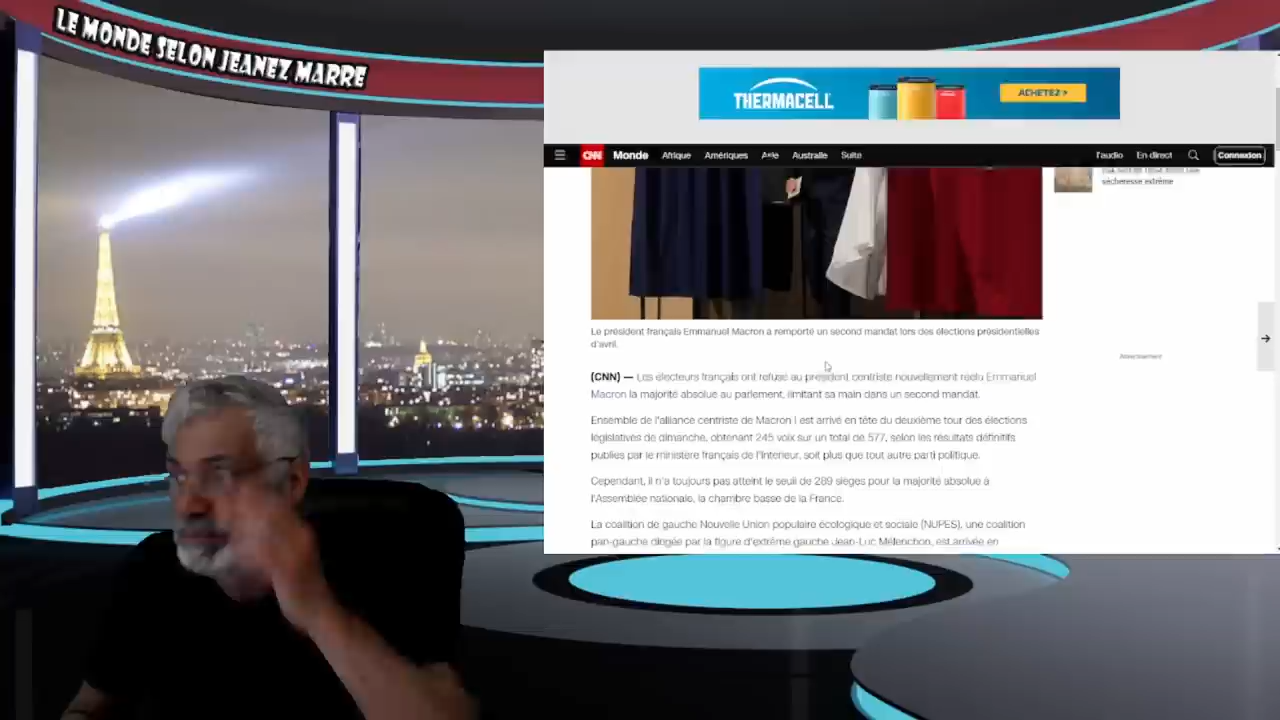 LE MONDE SELON JEANEZ MARRE
THERMACELL
ACHETEZ >
CNN Monde Afrique Amériques Asie Australie Suite l'audio En direct Connexion
sécheresse extrême
Le président français Emmanuel Macron a remporté un second mandat lors des élections présidentielles
d'avril.
Advertisement
(CNN) — Les électeurs français ont refusé au président centriste nouvellement réélu Emmanuel
Macron la majorité absolue au parlement, limitant sa main dans un second mandat.
Ensemble de l'alliance centriste de Macron ! est arrivé en tête du deuxième tour des élections
législatives de dimanche, obtenant 245 voix sur un total de 577, selon les résultats définitifs
publiés par le ministère français de l'Intérieur, soit plus que tout autre parti politique.
Cependant, il n'a toujours pas atteint le seuil de 289 sièges pour la majorité absolue à
l'Assemblée nationale, la chambre basse de la France.
La coalition de gauche Nouvelle Union populaire écologique et sociale (NUPES), une coalition
pan-gauche dirigée par la figure d'extrême gauche Jean-Luc Mélenchon, est arrivée en